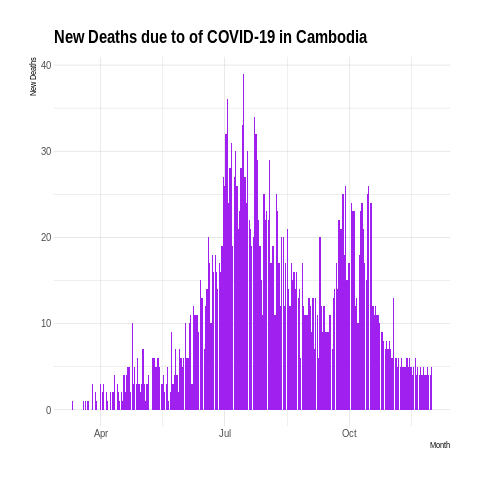 New Deaths due to of COVID-19 in Cambodia
New Deaths
40
30
20
10
0
Apr
Jul
Oct
Month